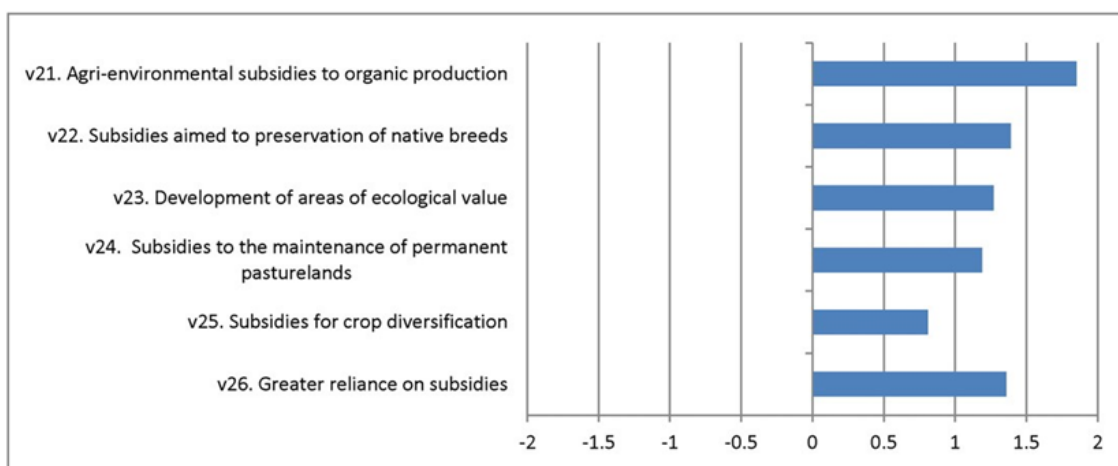 v21. Agri-environmental subsidies to organic production
v22. Subsidies aimed to preservation of native breeds
v23. Development of areas of ecological value
v24.  Subsidies to the maintenance of permanent
pasturelands
v25. Subsidies for crop diversification
v26. Greater reliance on subsidies
-2 -1.5 -1 -0.5 0 0.5 1 1.5 2